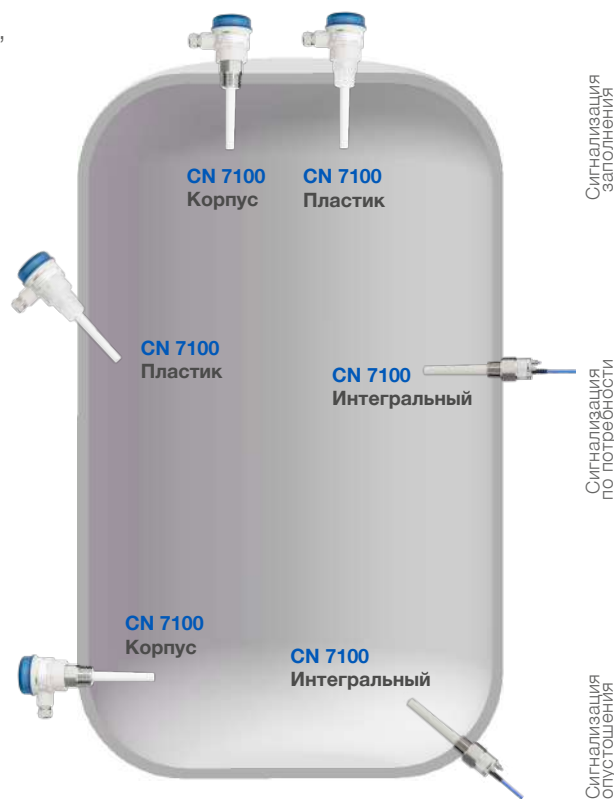 ,
CN 7100
Корпус
CN 7100
Пластик
Сигнализация
заполнения
CN 7100
Пластик
CN 7100
Интегральный
Сигнализация
по потребности
CN 7100
Корпус
CN 7100
Интегральный
Сигнализация
опустошения